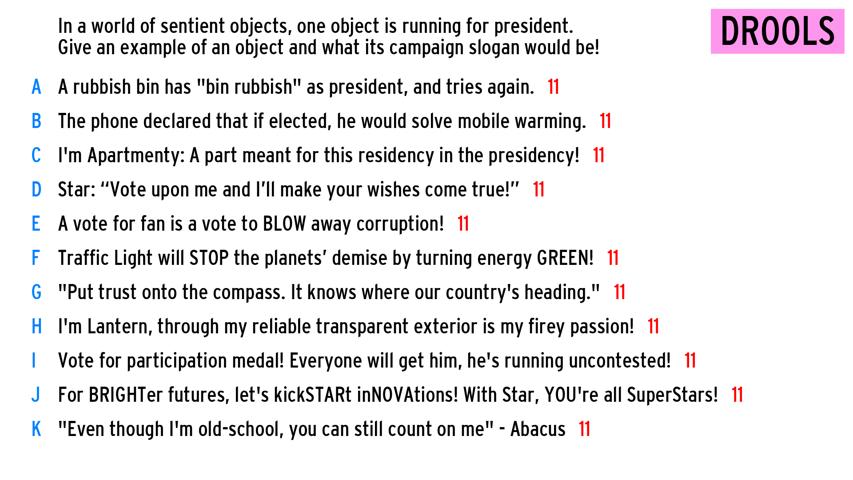 In a world of sentient objects, one object is running for president.
Give an example of an object and what its campaign slogan would be!
DROOLS
A A rubbish bin has "bin rubbish" as president, and tries again. 11
B The phone declared that if elected, he would solve mobile warming. 11
C I'm Apartmenty: A part meant for this residency in the presidency! 11
D Star: “Vote upon me and I’ll make your wishes come true!” 11
E A vote for fan is a vote to BLOW away corruption! 11
F Traffic Light will STOP the planets’ demise by turning energy GREEN! 11
G "Put trust onto the compass. It knows where our country's heading." 11
H I'm Lantern, through my reliable transparent exterior is my firey passion! 11
I Vote for participation medal! Everyone will get him, he's running uncontested! 11
J For BRIGHTer futures, let's kickSTARt inNOVAtions! With Star, YOU're all SuperStars! 11
K "Even though I'm old-school, you can still count on me" - Abacus 11